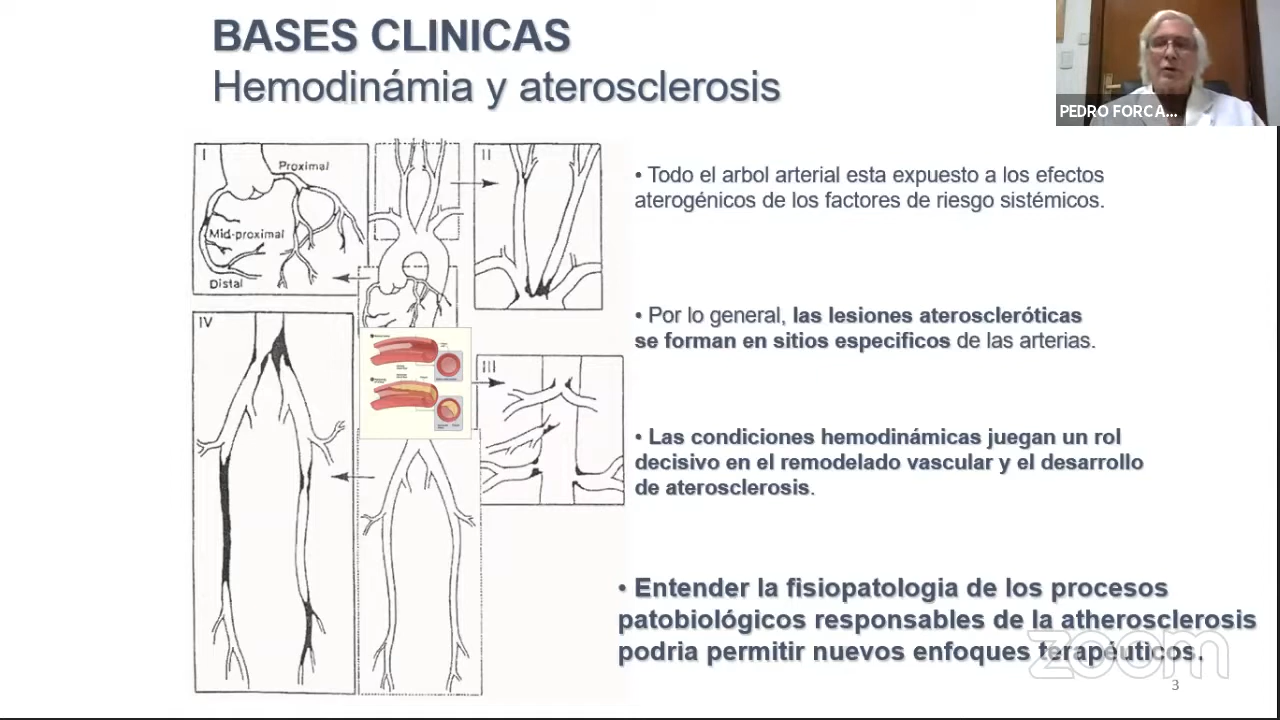 BASES CLINICAS
Hemodinámia y aterosclerosis
PEDRO FORCA...
I
Proximal
Mid-proximal
Distal
II
III
IV
• Todo el arbol arterial esta expuesto a los efectos
aterogénicos de los factores de riesgo sistémicos.
• Por lo general, las lesiones ateroscleróticas
se forman en sitios especificos de las arterias.
• Las condiciones hemodinámicas juegan un rol
decisivo en el remodelado vascular y el desarrollo
de aterosclerosis.
• Entender la fisiopatologia de los procesos
patobiológicos responsables de la atherosclerosis
podria permitir nuevos enfoques terapéuticos.
zoom
3